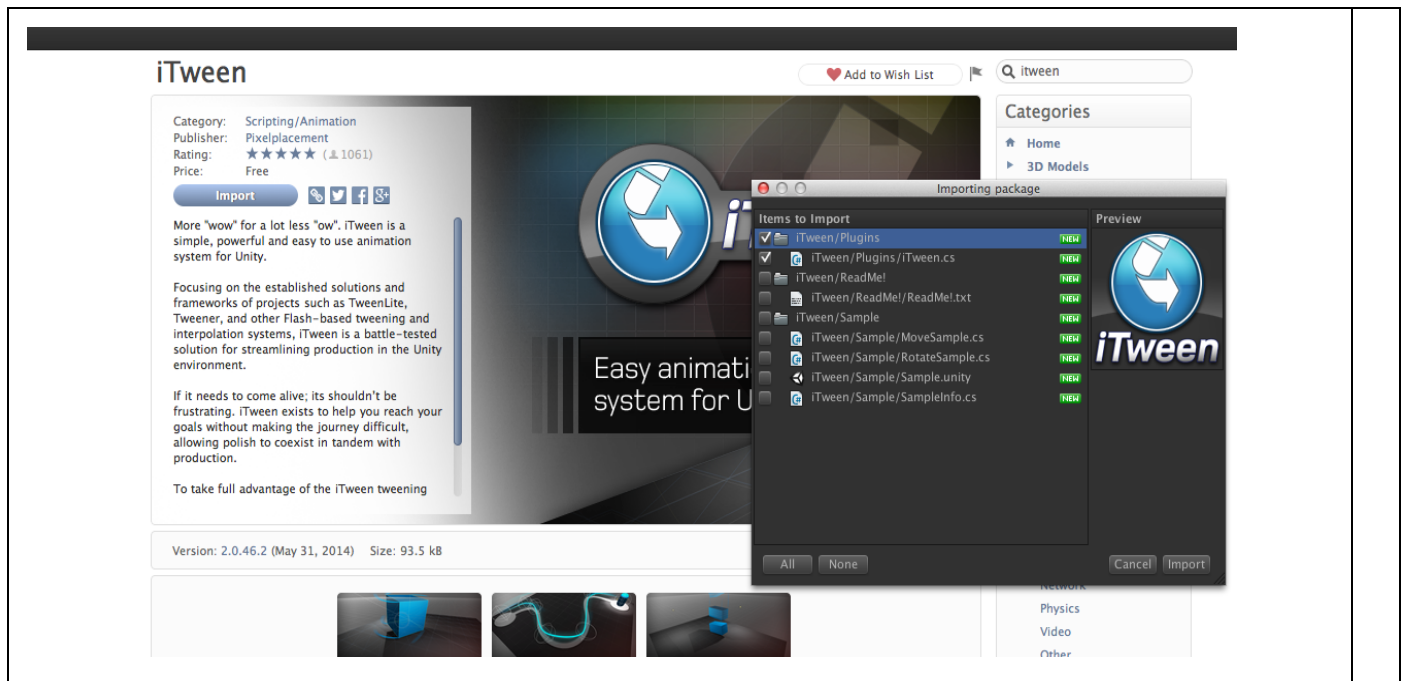 iTween
Add to Wish List
itween
Category: Scripting/Animation
Publisher: Pixelplacement
Rating: ★★★★★ (1061)
Price: Free
Import
More "wow" for a lot less "ow". iTween is a
simple, powerful and easy to use animation
system for Unity.
Focusing on the established solutions and
frameworks of projects such as TweenLite,
Tweener, and other Flash-based tweening and
interpolation systems, iTween is a battle-tested
solution for streamlining production in the Unity
environment.
If it needs to come alive; its shouldn't be
frustrating. iTween exists to help you reach your
goals without making the journey difficult,
allowing polish to coexist in tandem with
production.
To take full advantage of the iTween tweening
Easy animati
system for U
Categories
Home
3D Models
Importing package
Items to Import
Preview
iTween/Plugins NEW
iTween/Plugins/iTween.cs NEW
iTween/ReadMe! NEW
iTween/ReadMe!/ReadMe!.txt NEW
iTween/Sample NEW
iTween/Sample/MoveSample.cs NEW
iTween/Sample/RotateSample.cs NEW
iTween/Sample/Sample.unity NEW
iTween/Sample/SampleInfo.cs NEW
iTween
All None Cancel Import
Network
Physics
Video
Other
Version: 2.0.46.2 (May 31, 2014) Size: 93.5 kB